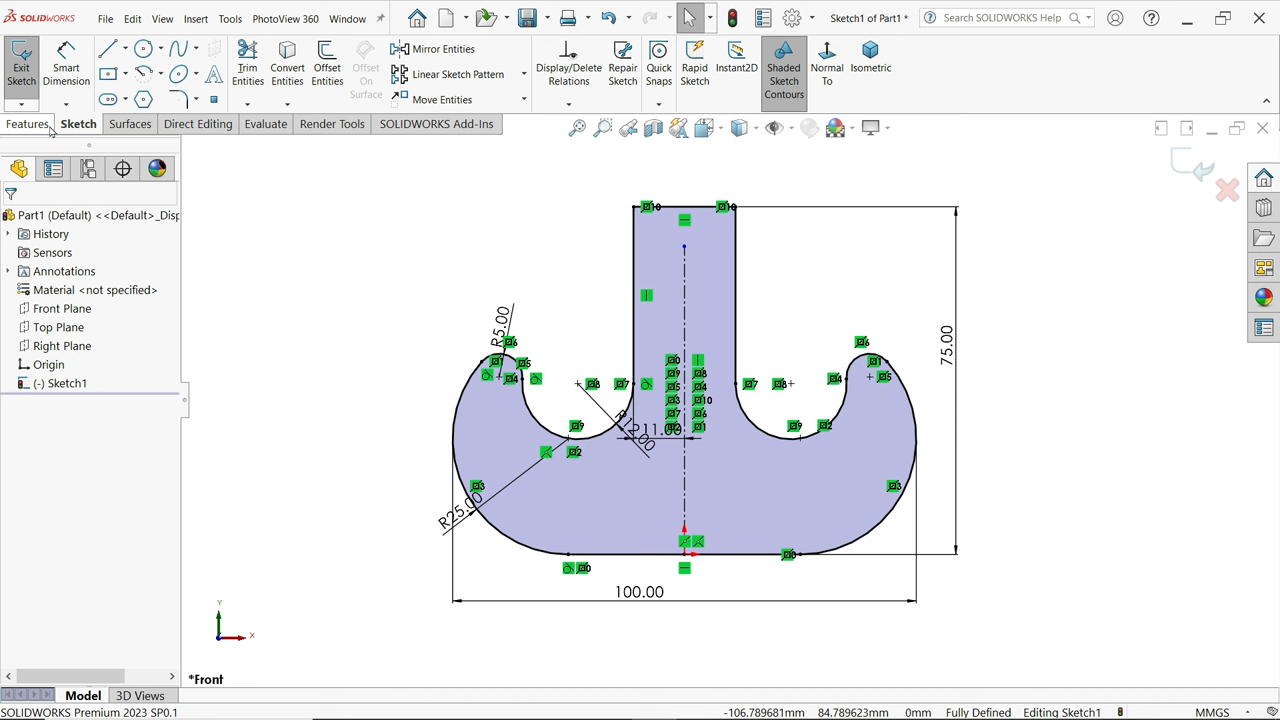 SOLIDWORKS
File
Edit
View
Insert
Tools
PhotoView 360
Window
Sketch1 of Part1 *
Search SOLIDWORKS Help
Exit Sketch
Smart Dimension
Trim Entities
Convert Entities
Offset Entities
Offset On Surface
Mirror Entities
Linear Sketch Pattern
Move Entities
Display/Delete Relations
Repair Sketch
Quick Snaps
Rapid Sketch
Instant2D
Shaded Sketch Contours
Normal To
Isometric
Features
Sketch
Surfaces
Direct Editing
Evaluate
Render Tools
SOLIDWORKS Add-Ins
Part1 (Default) <<Default>_Disp
History
Sensors
Annotations
Material <not specified>
Front Plane
Top Plane
Right Plane
Origin
(-) Sketch1
R5.00
75.00
11.00
R12.00
R25.00
100.00
Y
X
*Front
Model
3D Views
SOLIDWORKS Premium 2023 SP0.1
-106.789681mm
84.789623mm
0mm
Fully Defined
Editing Sketch1
MMGS